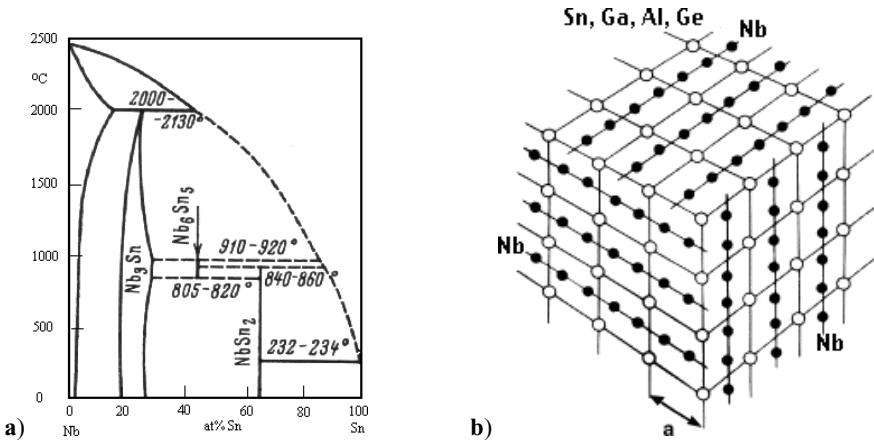 2500
°C
2000
1500
1000
500
0
2000-
-2130°
Nb₃Sn
Nb₆Sn₅
910-920°
805-820°
840-860°
NbSn₂
232-234°
0 20 40 60 80 100
Nb at% Sn Sn
a)
Sn, Ga, Al, Ge
Nb
Nb
Nb
a
b)